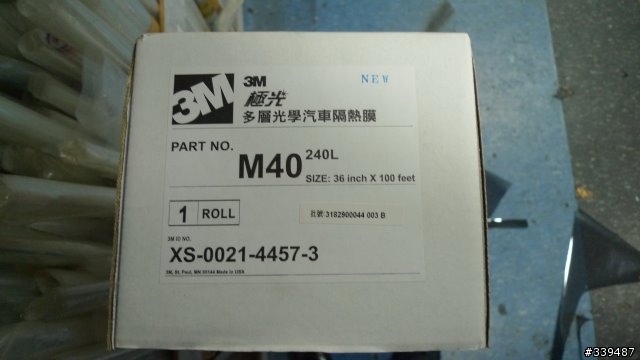 3M
3M
NEW
極光
多層光學汽車隔熱膜
PART NO.
M40 240L
SIZE: 36 inch X 100 feet
1 ROLL
批號 3182900044 003 B
3M ID NO.
XS-0021-4457-3
3M, St. Paul, MN 55144 Made in USA
#339487